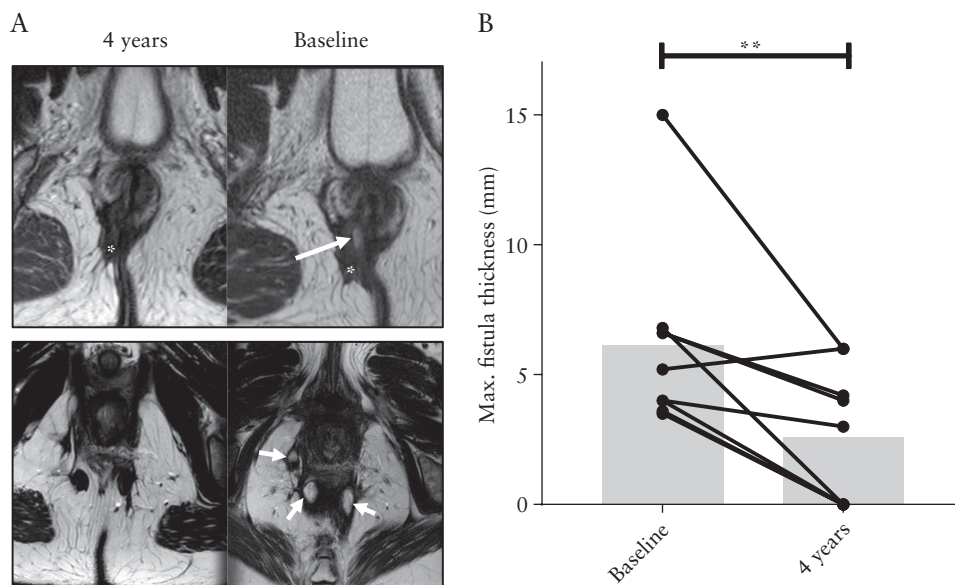 A
4 years
Baseline
*
*
B
**
Max. fistula thickness (mm)
15
10
5
0
Baseline
4 years